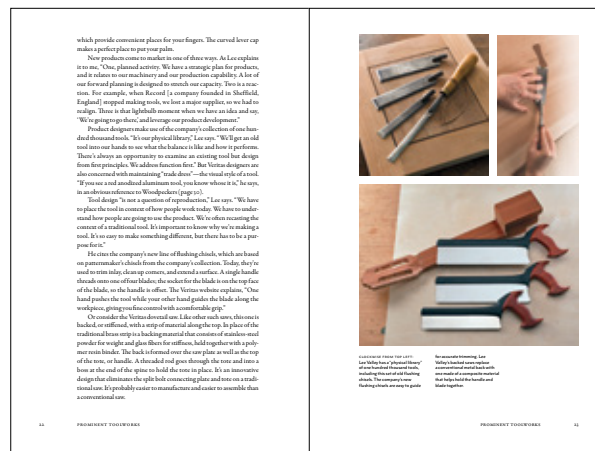 which provide convenient places for your fingers. The curved lever cap
makes a perfect place to put your palm.
New products come to market in one of three ways. As Lee explains
it to me, “One, planned activity. We have a strategic plan for products,
and it relates to our machinery and our production capability. A lot of
our forward planning is designed to stretch our capacity. Two is a reac-
tion. For example, when Record [a company founded in Sheffield,
England] stopped making tools, we lost a major supplier, so we had to
realign. Three is that lightbulb moment when we have an idea and say,
‘We’re going to go there,’ and leverage our product development.”
Product designers make use of the company’s collection of one hun-
dred thousand tools. “It’s our physical library,” Lee says. “We’ll get an old
tool into our hands to see what the balance is like and how it performs.
There’s always an opportunity to examine an existing tool but design
from first principles. We address function first.” But Veritas designers are
also concerned with maintaining “trade dress”—the visual style of a tool.
“If you see a red anodized aluminum tool, you know whose it is,” he says,
in an obvious reference to Woodpeckers (page 50).
Tool design “is not a question of reproduction,” Lee says. “We have
to place the tool in context of how people work today. We have to under-
stand how people are going to use the product. We’re often recasting the
context of a traditional tool. It’s important to know why we’re making a
tool. It’s so easy to make something different, but there has to be a pur-
pose for it.”
He cites the company’s new line of flushing chisels, which are based
on patternmaker’s chisels from the company’s collection. Today, they’re
used to trim inlay, clean up corners, and extend a surface. A single handle
threads onto one of four blades; the socket for the blade is on the top face
of the blade, so the handle is offset. The Veritas website explains, “One
hand pushes the tool while your other hand guides the blade along the
workpiece, giving you fine control with a comfortable grip.”
Or consider the Veritas dovetail saw. Like other such saws, this one is
backed, or stiffened, with a strip of material along the top. In place of the
traditional brass strip is a backing material that consists of stainless-steel
powder for weight and glass fibers for stiffness, held together with a poly-
mer resin binder. The back is formed over the saw plate as well as the top
of the tote, or handle. A threaded rod goes through the tote and into a
boss at the end of the spine to hold the tote in place. It’s an innovative
design that eliminates the split bolt connecting plate and tote on a tradi-
tional saw. It’s probably easier to manufacture and easier to assemble than
a conventional saw.
22 PROMINENT TOOLWORKS
CLOCKWISE FROM TOP LEFT:
Lee Valley has a “physical library”
of one hundred thousand tools,
including this set of old flushing
chisels. The company’s new
flushing chisels are easy to guide
for accurate trimming. Lee
Valley’s backed saws replace
a conventional metal back with
one made of a composite material
that helps hold the handle and
blade together.
PROMINENT TOOLWORKS 23